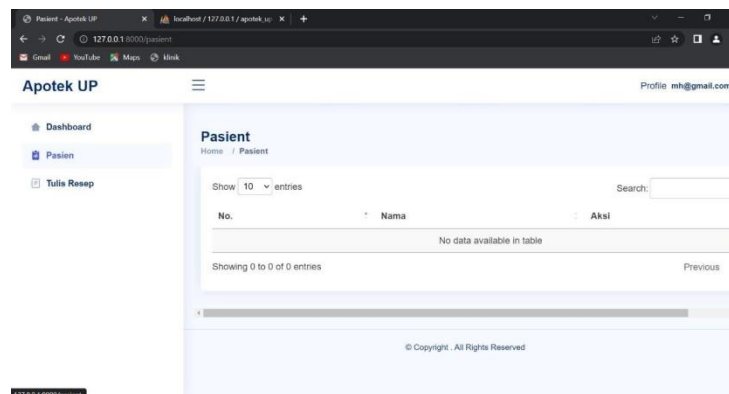 Pasient - Apotek UP
localhost / 127.0.0.1 / apotek_up
127.0.0.1:8000/pasient
Gmail YouTube Maps klinik
Apotek UP
Profile mh@gmail.com
Dashboard
Pasien
Tulis Resep
Pasient
Home / Pasient
Show 10 entries
Search:
No. Nama Aksi
No data available in table
Showing 0 to 0 of 0 entries
Previous
© Copyright . All Rights Reserved